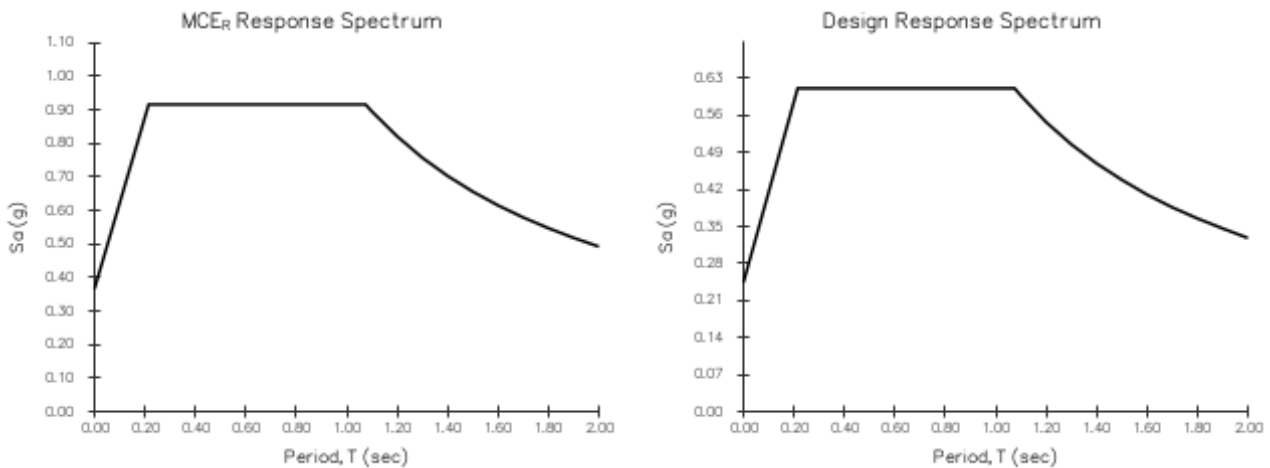 MCER Response Spectrum
1.10
1.00
0.90
0.80
0.70
0.60
0.50
0.40
0.30
0.20
0.10
0.00
Sa (g)
0.00 0.20 0.40 0.60 0.80 1.00 1.20 1.40 1.60 1.80 2.00
Period, T (sec)
Design Response Spectrum
0.63
0.56
0.49
0.42
0.35
0.28
0.21
0.14
0.07
0.00
Sa (g)
0.00 0.20 0.40 0.60 0.80 1.00 1.20 1.40 1.60 1.80 2.00
Period, T (sec)